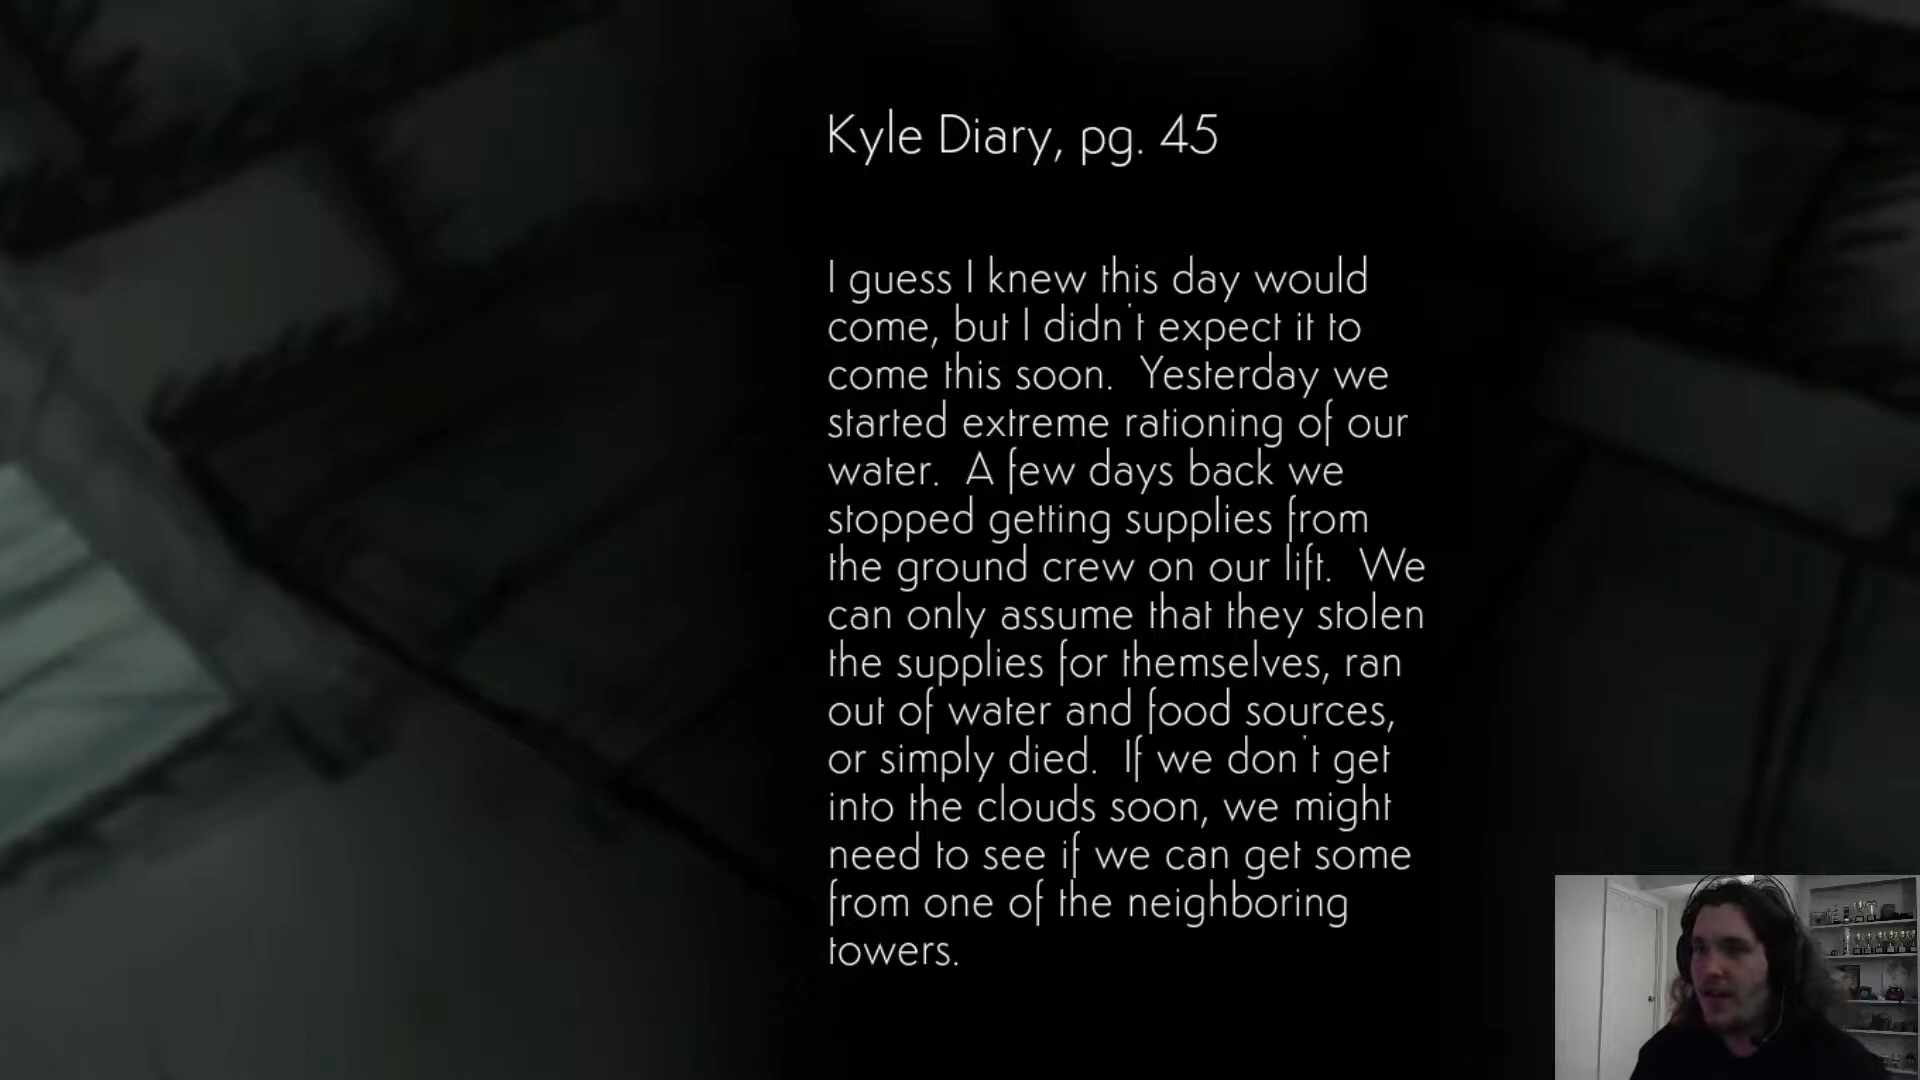 Kyle Diary, pg. 45
I guess I knew this day would
come, but I didn't expect it to
come this soon.  Yesterday we
started extreme rationing of our
water.  A few days back we
stopped getting supplies from
the ground crew on our lift.  We
can only assume that they stolen
the supplies for themselves, ran
out of water and food sources,
or simply died.  If we don't get
into the clouds soon, we might
need to see if we can get some
from one of the neighboring
towers.